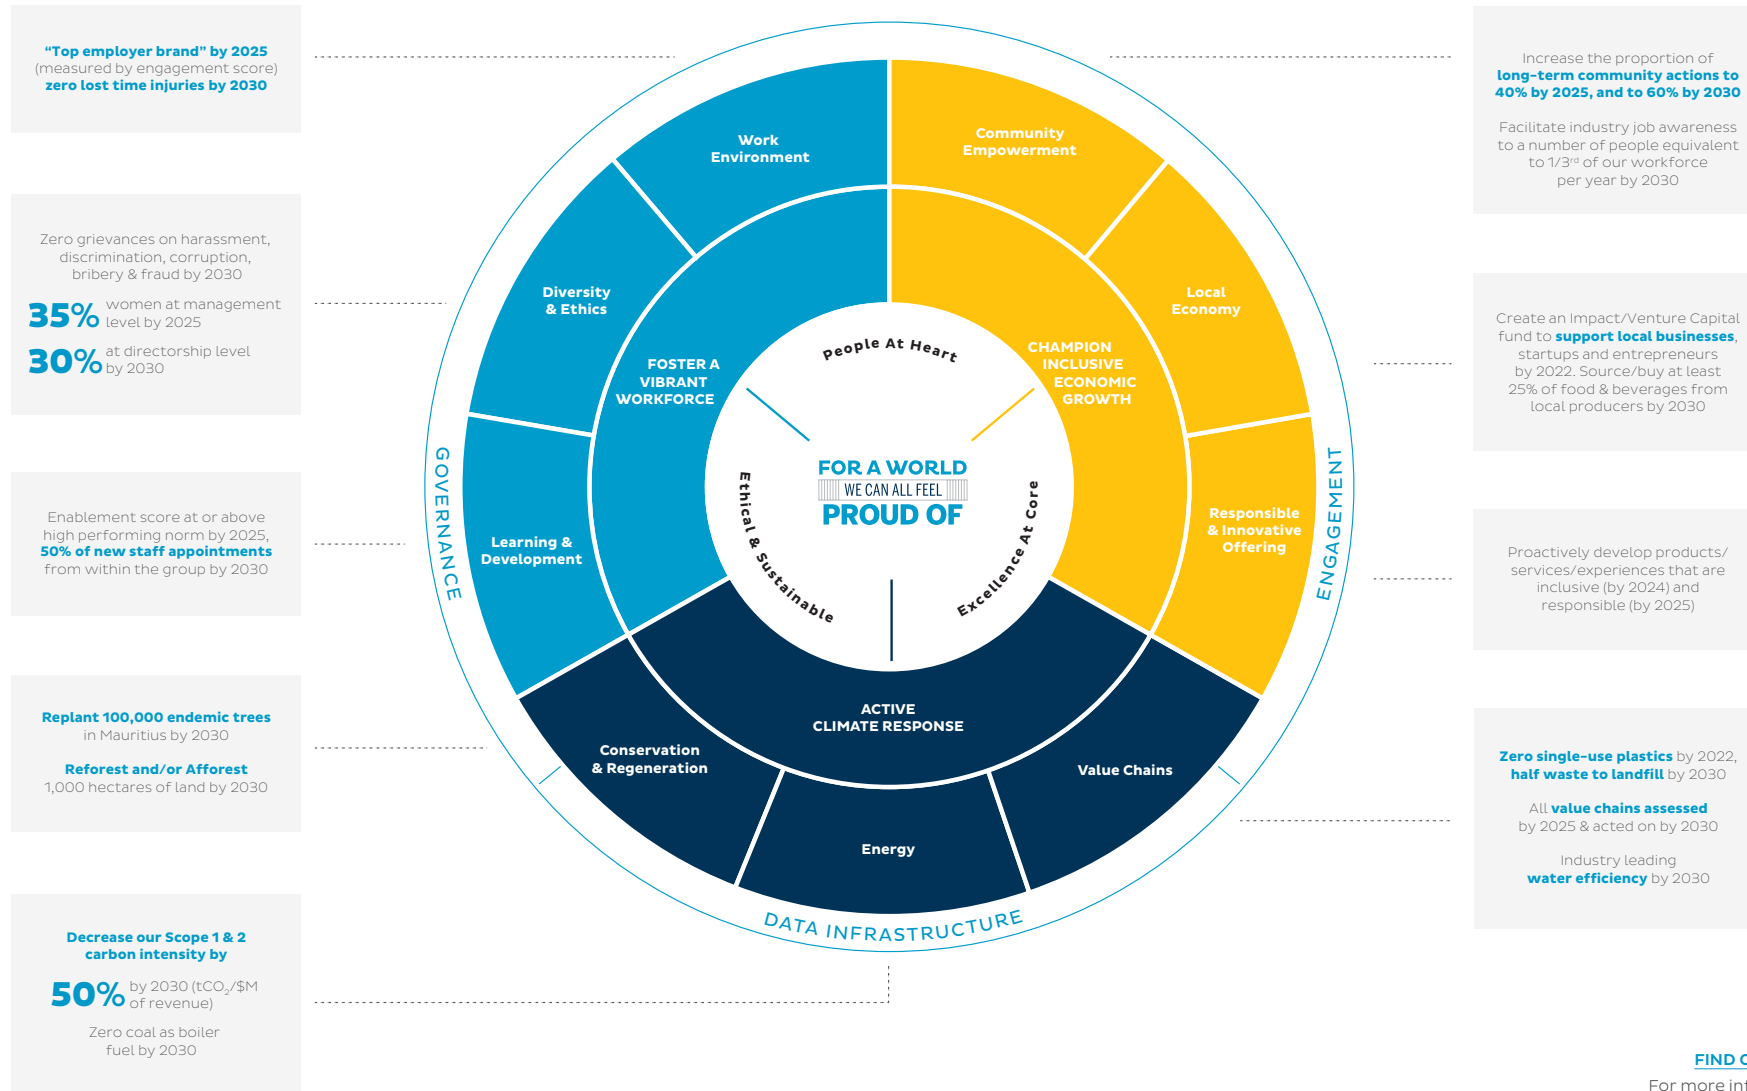 “Top employer brand” by 2025
(measured by engagement score)
zero lost time injuries by 2030
Zero grievances on harassment,
discrimination, corruption,
bribery & fraud by 2030
35% women at management
level by 2025
30% at directorship level
by 2030
Enablement score at or above
high performing norm by 2025,
50% of new staff appointments
from within the group by 2030
Replant 100,000 endemic trees
in Mauritius by 2030
Reforest and/or Afforest
1,000 hectares of land by 2030
Decrease our Scope 1 & 2
carbon intensity by
50% by 2030 (tCO₂/$M
of revenue)
Zero coal as boiler
fuel by 2030
Work
Environment
Diversity
& Ethics
Learning &
Development
FOSTER A
VIBRANT
WORKFORCE
Community
Empowerment
Local
Economy
Responsible
& Innovative
Offering
CHAMPION
INCLUSIVE
ECONOMIC
GROWTH
People At Heart
Ethical & Sustainable
Excellence At Core
FOR A WORLD
WE CAN ALL FEEL
PROUD OF
ACTIVE
CLIMATE RESPONSE
Conservation
& Regeneration
Energy
Value Chains
GOVERNANCE
ENGAGEMENT
DATA INFRASTRUCTURE
Increase the proportion of
long-term community actions to
40% by 2025, and to 60% by 2030
Facilitate industry job awareness
to a number of people equivalent
to 1/3rd of our workforce
per year by 2030
Create an Impact/Venture Capital
fund to support local businesses,
startups and entrepreneurs
by 2022. Source/buy at least
25% of food & beverages from
local producers by 2030
Proactively develop products/
services/experiences that are
inclusive (by 2024) and
responsible (by 2025)
Zero single-use plastics by 2022,
half waste to landfill by 2030
All value chains assessed
by 2025 & acted on by 2030
Industry leading
water efficiency by 2030
FIND
For more